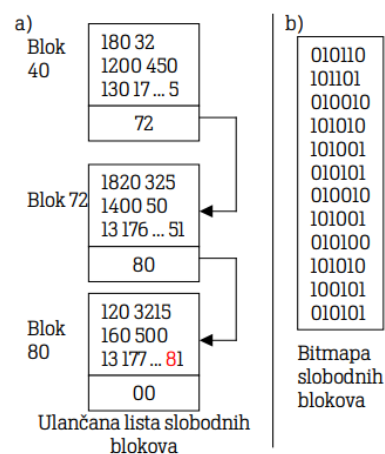 a)
Blok
40
180 32
1200 450
130 17 ... 5
72
Blok 72
1820 325
1400 50
13 176 ... 51
80
Blok
80
120 3215
160 500
13 177 ... 81
00
Ulančana lista slobodnih
blokova
b)
010110
101101
010010
101010
101001
010101
010010
101001
010100
101010
100101
010101
Bitmapa
slobodnih
blokova